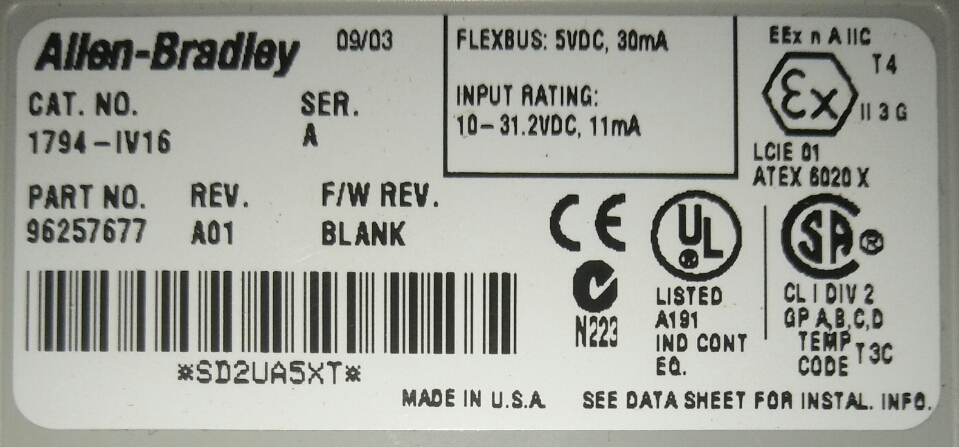 Allen-Bradley 09/03
CAT. NO. SER.
1794-IV16 A
PART NO. REV. F/W REV.
96257677 A01 BLANK
*SD2UA5XT*
FLEXBUS: 5VDC, 30mA
INPUT RATING:
10-31.2VDC, 11mA
EEx n A IIC
T4
Ex
II 3 G
LCIE 01
ATEX 6020 X
CE
N223
UL
®
LISTED
A191
IND CONT
EQ.
SA®
CL I DIV 2
GP A,B,C,D
TEMP
CODE T3C
MADE IN U.S.A. SEE DATA SHEET FOR INSTAL. INFO.